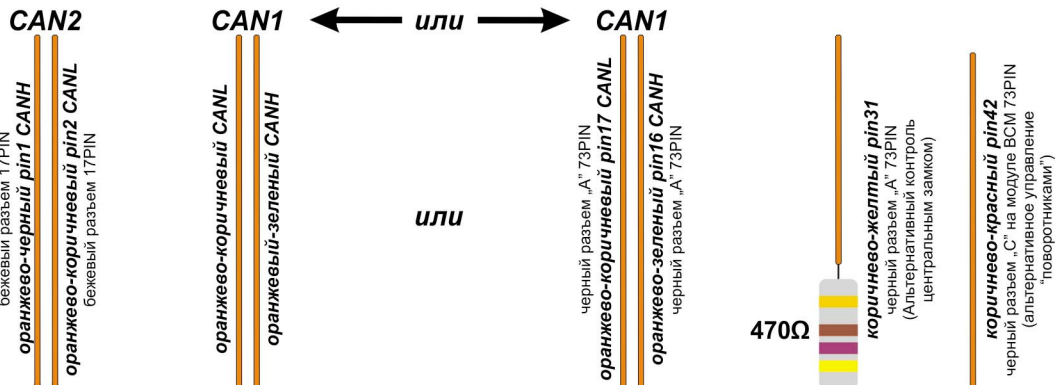 CAN2
CAN1
или
CAN1
бежевый разъем 17PIN
оранжево-черный pin1 CANH
оранжево-коричневый pin2 CANL
бежевый разъем 17PIN
оранжево-коричневый CANL
оранжевый-зеленый CANH
или
черный разъем „А” 73PIN
оранжево-коричневый pin17 CANL
оранжево-зеленый pin16 CANH
черный разъем „А” 73PIN
470Ω
коричнево-желтый pin31
черный разъем „А” 73PIN
(Альтернативный контроль
центральным замком)
коричнево-красный pin42
черный разъем „С” на модуле BCM 73PIN
(альтернативное управление
“поворотниками”)